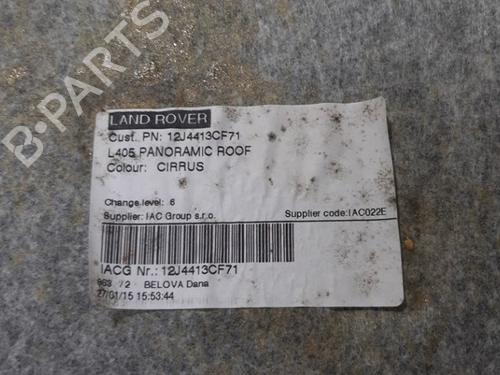 LAND ROVER
Cust. PN: 12J4413CF71
L405 PANORAMIC ROOF
Colour: CIRRUS
Change level: 6
Supplier: IAC Group s.r.o. Supplier code:IAC022E
IACG Nr.:12J4413CF71
863 / 2 BELOVA Dana
27/01/15 15:53:44
B-PARTS